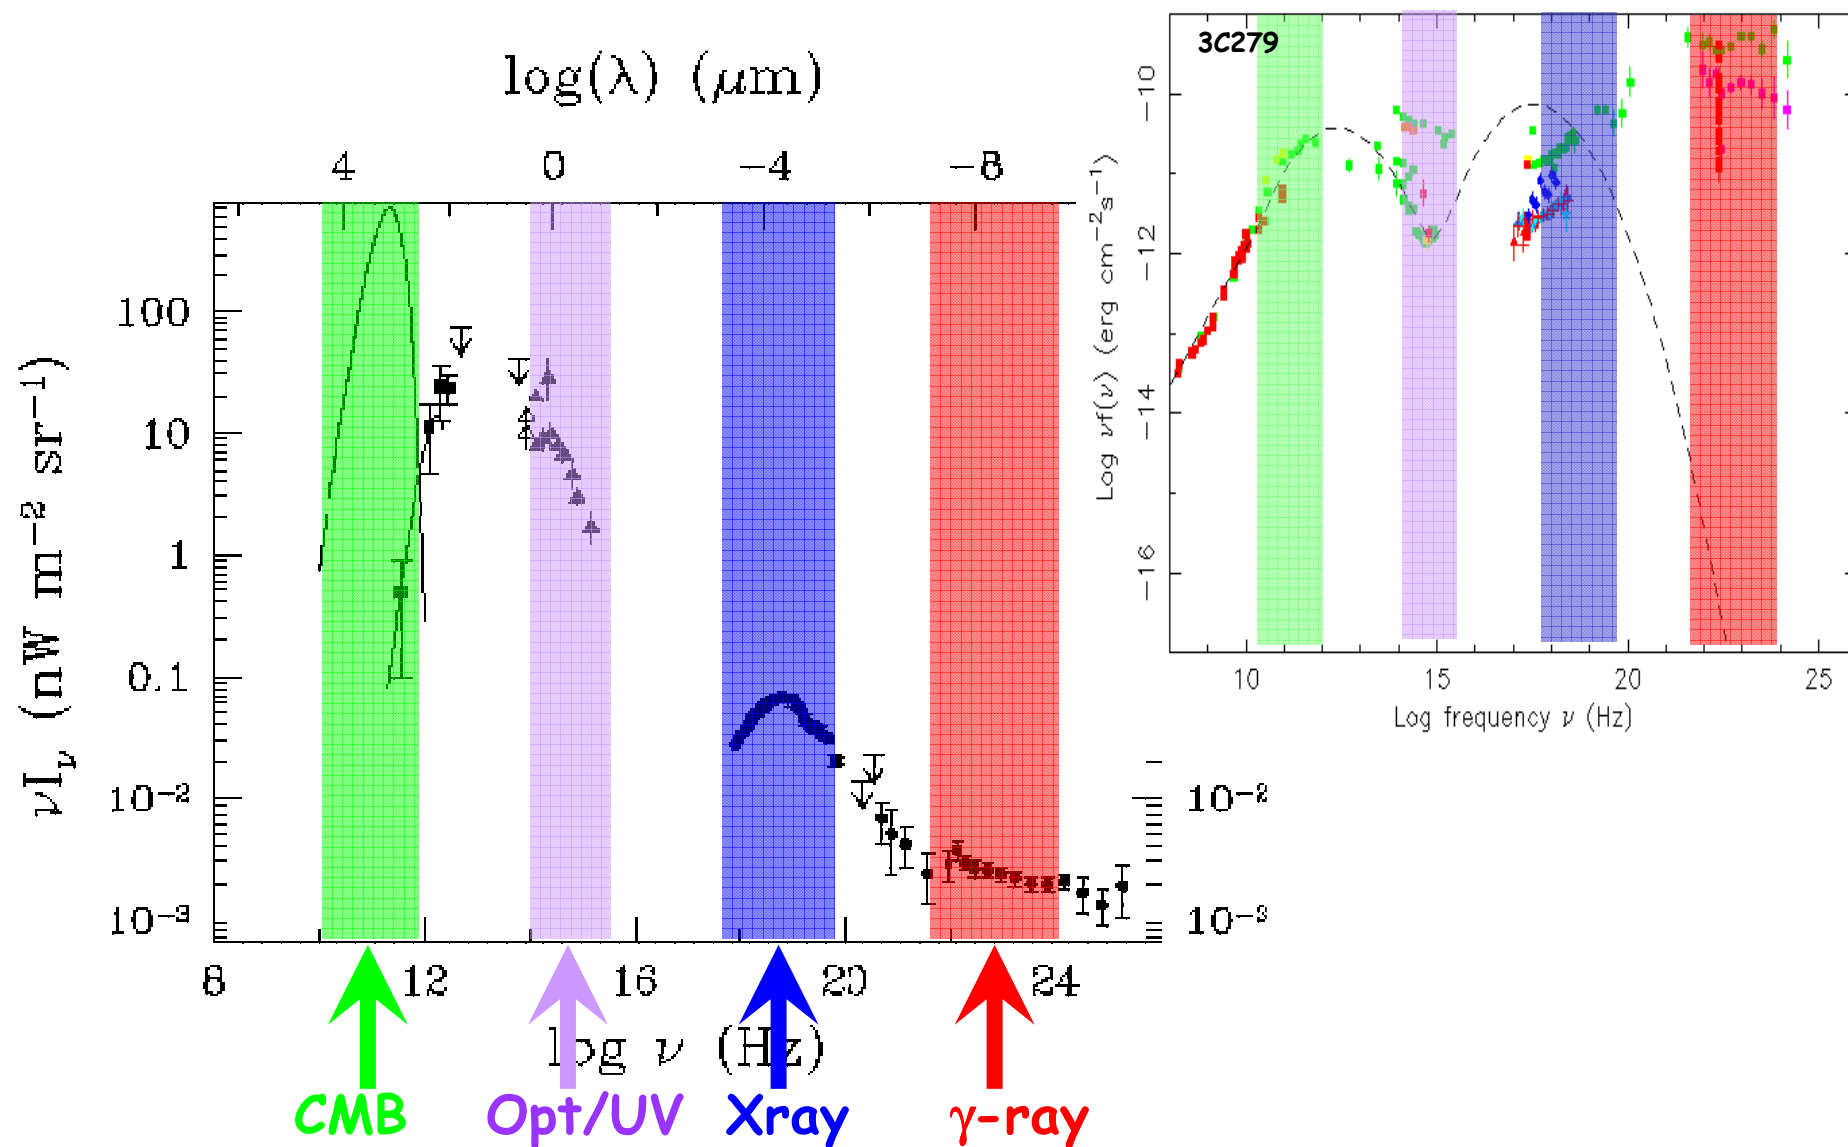 log(λ) (μm)
4 0 −4 −8
νI_ν (nW m⁻² sr⁻¹)
100
10
1
0.1
10⁻²
10⁻³
10⁻²
10⁻³
8 12 16 20 24
log ν (Hz)
CMB Opt/UV Xray γ-ray
3C279
Log νf(ν) (erg cm⁻²s⁻¹)
−10
−12
−14
−16
10 15 20 25
Log frequency ν (Hz)